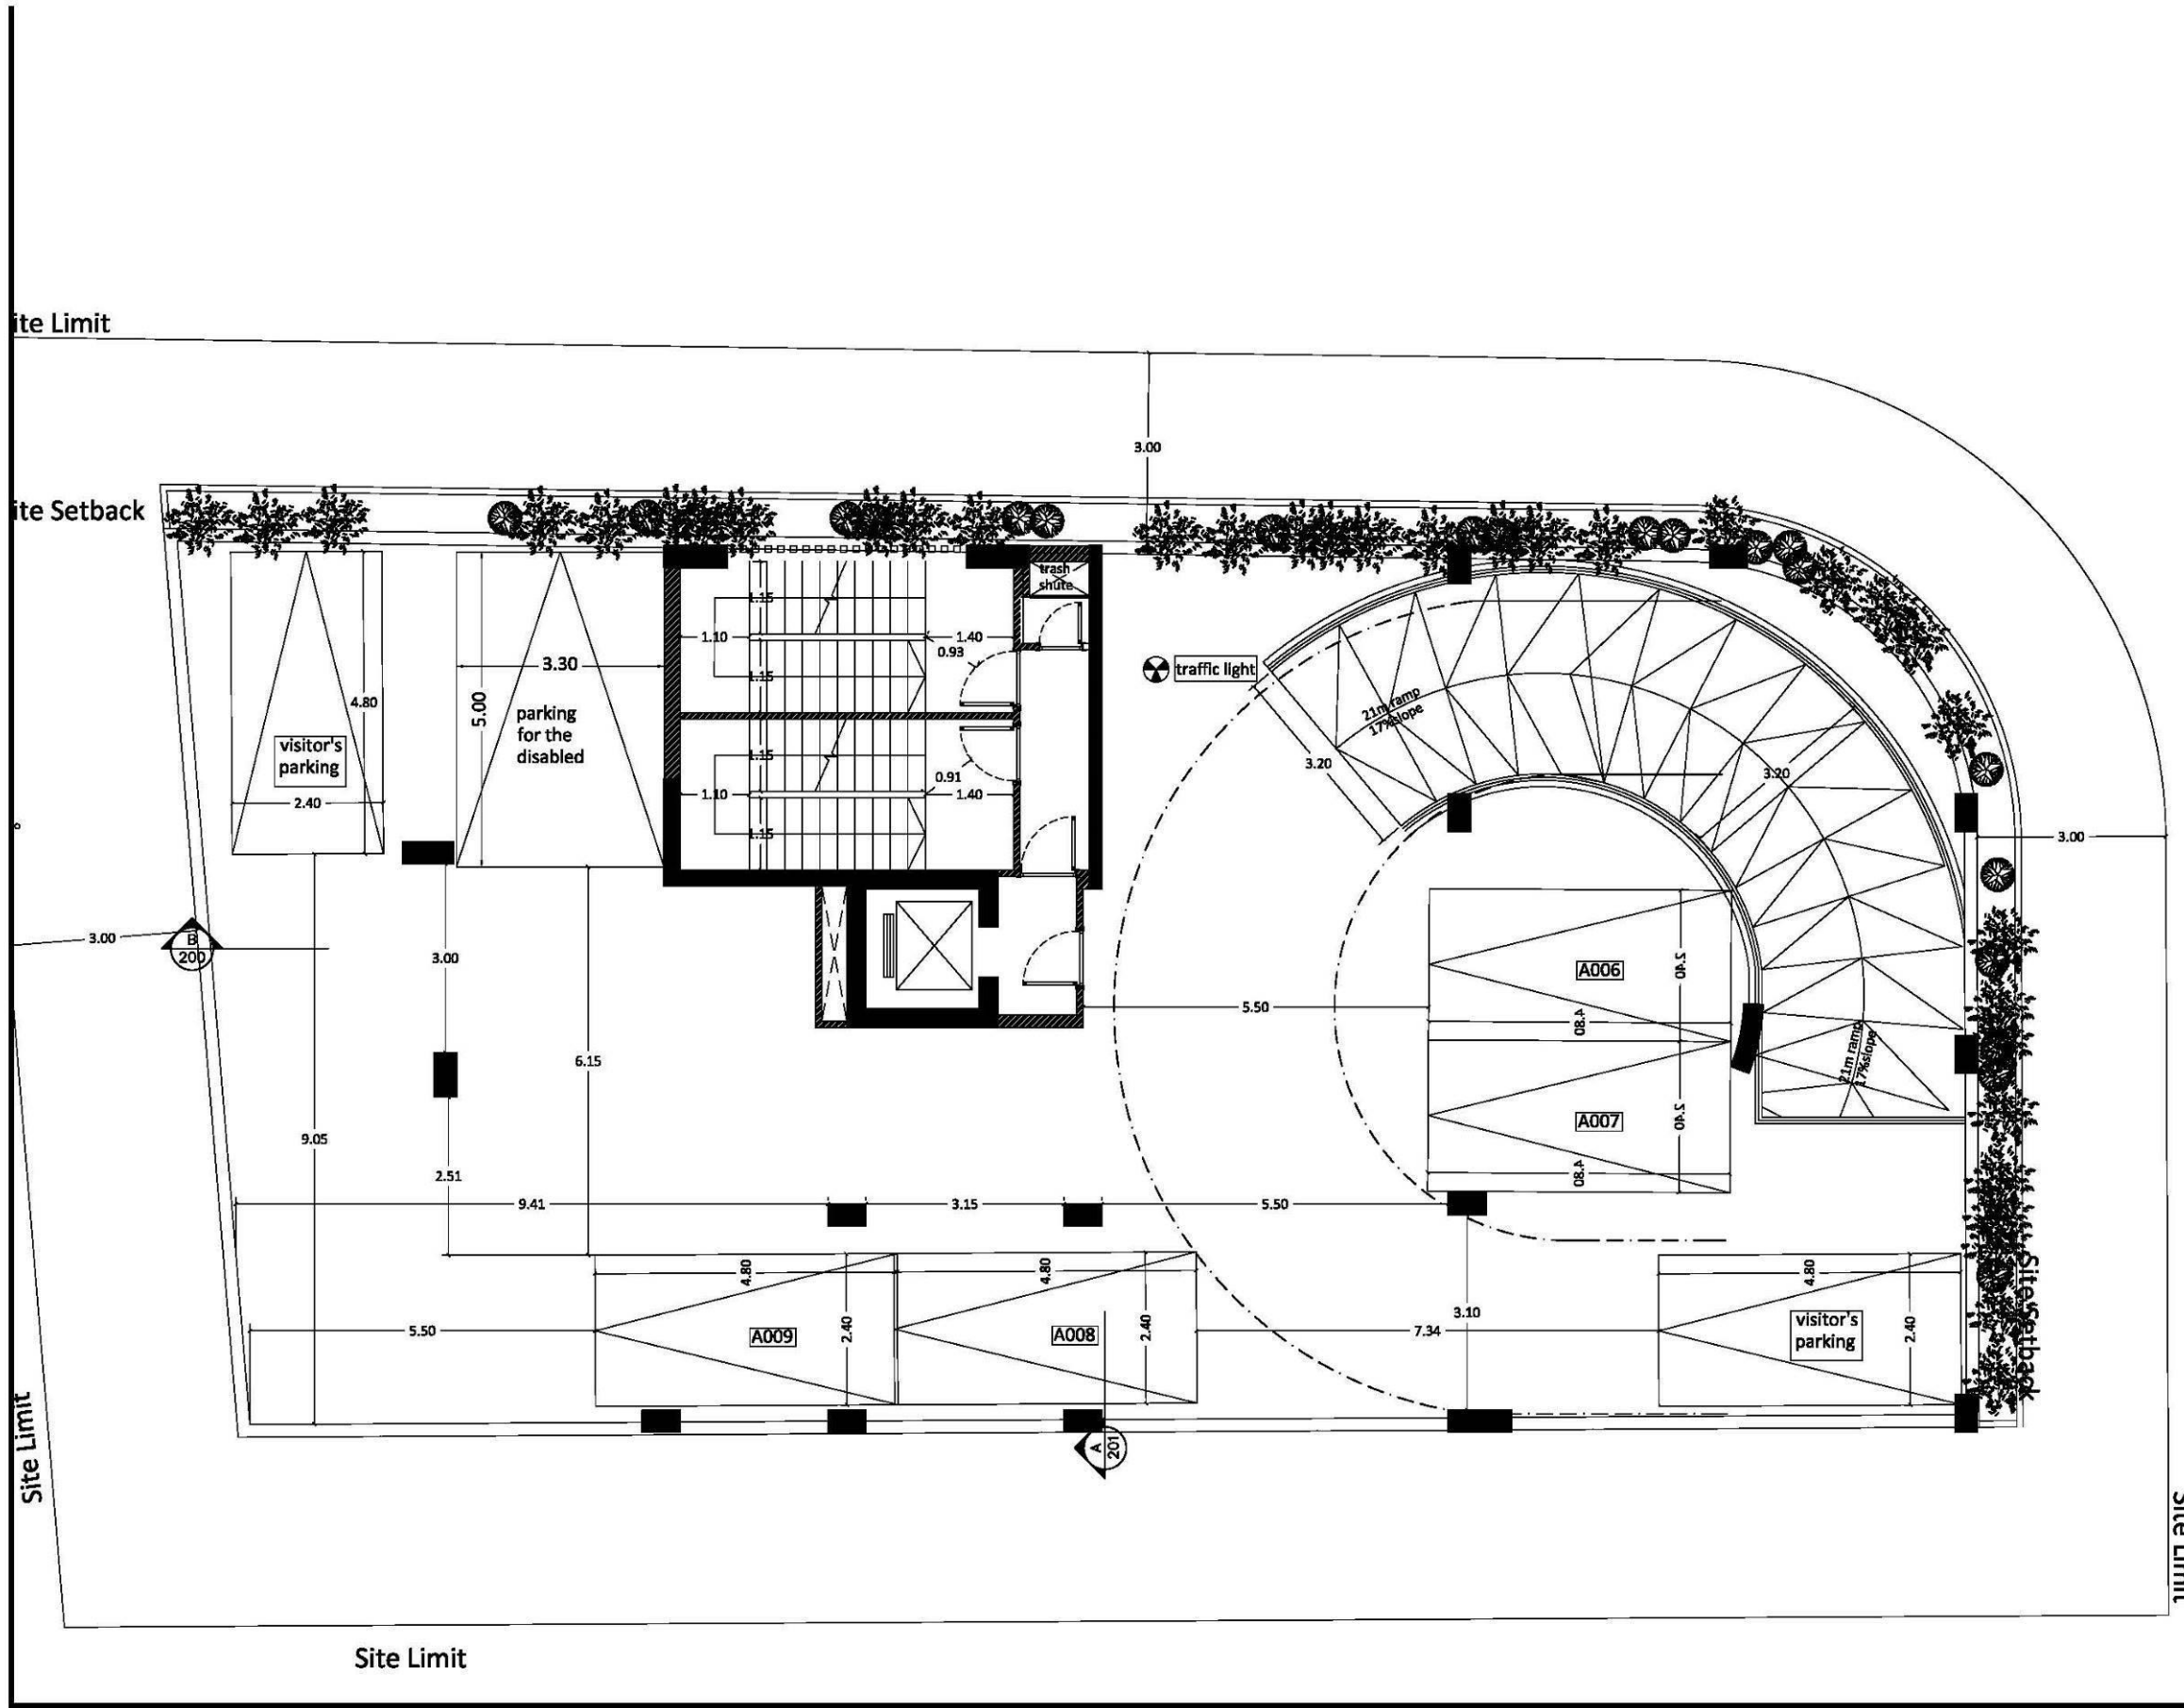 ite Limit
3.00
ite Setback
trash
shute
1.15
1.10
1.40
0.93
1.15
3.30
5.00
parking
for the
disabled
4.80
visitor's
parking
2.40
1.15
1.10
0.91
1.40
1.15
traffic light
21m ramp
17%slope
3.20
3.20
3.00
3.00
B
200
3.00
5.50
A006
2.40
4.80
6.15
21m ramp
17%slope
A007
2.40
4.80
9.05
2.51
9.41
3.15
5.50
4.80
4.80
4.80
5.50
A009
2.40
A008
2.40
3.10
7.34
visitor's
parking
2.40
Site Setback
A
201
Site Limit
Site Limit
Site Limit